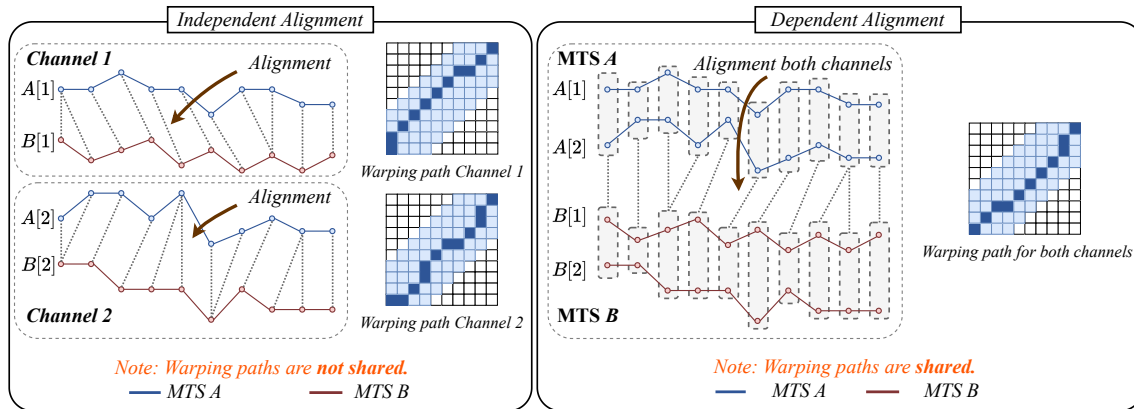 Independent Alignment
Channel 1
Alignment
A[1]
B[1]
Warping path Channel 1
A[2]
Alignment
B[2]
Channel 2
Warping path Channel 2
Note: Warping paths are not shared.
MTS A
MTS B
Dependent Alignment
MTS A
Alignment both channels
A[1]
A[2]
B[1]
B[2]
MTS B
Warping path for both channels
Note: Warping paths are shared.
MTS A
MTS B